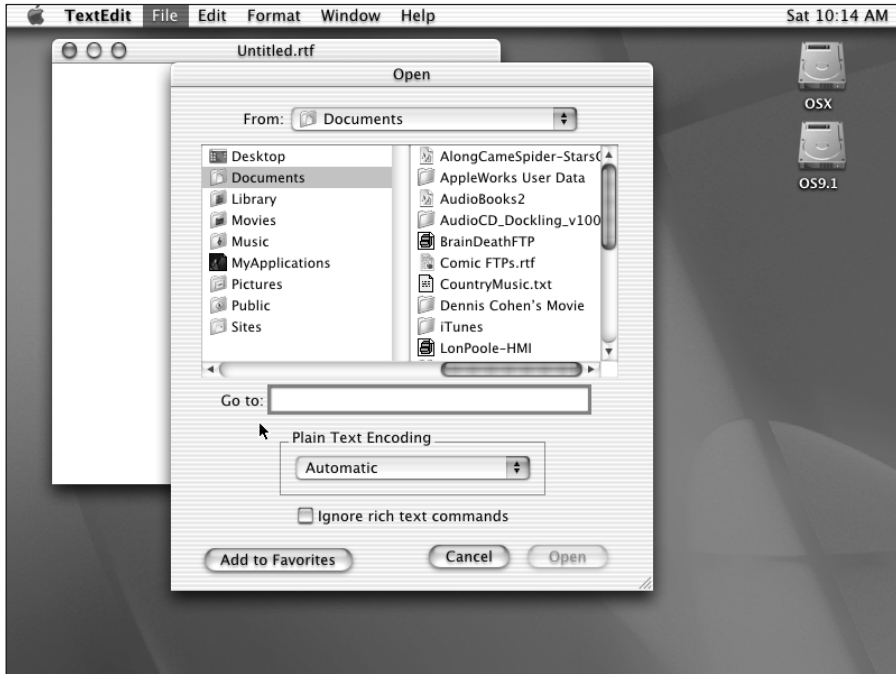 TextEdit File Edit Format Window Help Sat 10:14 AM
Untitled.rtf
Open
From: Documents
Desktop
Documents
Library
Movies
Music
MyApplications
Pictures
Public
Sites
AlongCameSpider-Stars
AppleWorks User Data
AudioBooks2
AudioCD_Dockling_v100
BrainDeathFTP
Comic FTPs.rtf
CountryMusic.txt
Dennis Cohen's Movie
iTunes
LonPoole-HMI
Go to:
Plain Text Encoding
Automatic
Ignore rich text commands
Add to Favorites Cancel Open
OSX
OS9.1